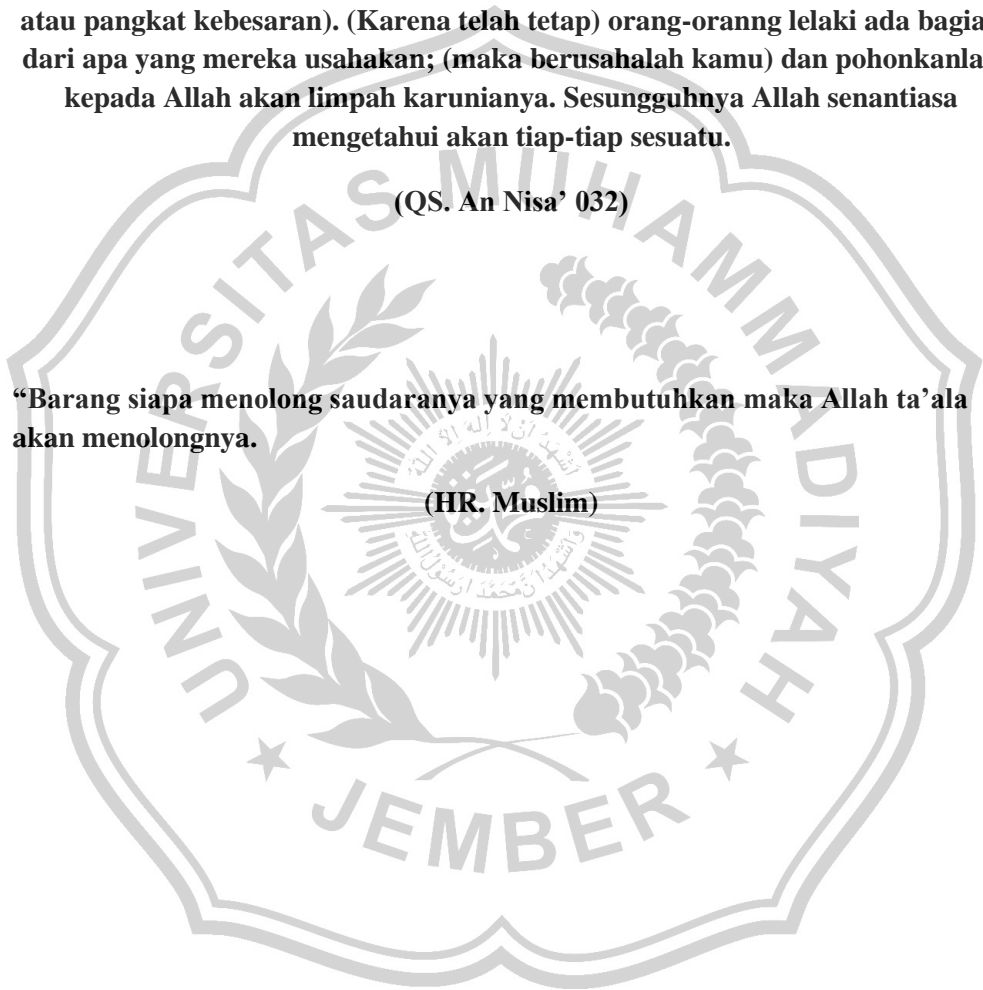 atau pangkat kebesaran). (Karena telah tetap) orang-oranng lelaki ada bagia
dari apa yang mereka usahakan; (maka berusahalah kamu) dan pohonkanla
kepada Allah akan limpah karunianya. Sesungguhnya Allah senantiasa
mengetahui akan tiap-tiap sesuatu.
(QS. An Nisa’ 032)
“Barang siapa menolong saudaranya yang membutuhkan maka Allah ta’ala
akan menolongnya.
(HR. Muslim)
UNIVERSITAS MUHAMMADIYAH
JEMBER